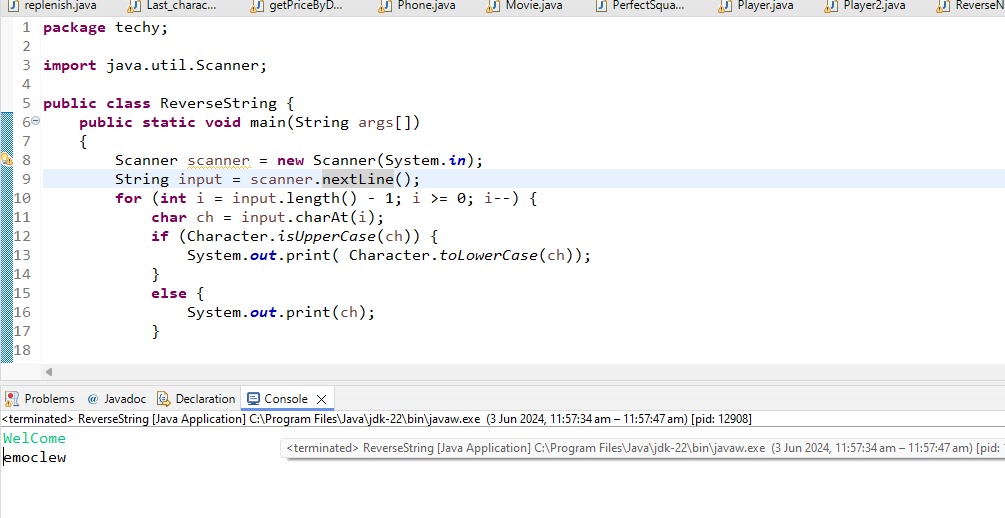 replenish.java Last_charac... getPriceByD... Phone.java Movie.java PerfectSqua... Player.java Player2.java ReverseN
1 package techy;
2
3 import java.util.Scanner;
4
5 public class ReverseString {
6 public static void main(String args[])
7 {
8 Scanner scanner = new Scanner(System.in);
9 String input = scanner.nextLine();
10 for (int i = input.length() - 1; i >= 0; i--) {
11 char ch = input.charAt(i);
12 if (Character.isUpperCase(ch)) {
13 System.out.print( Character.toLowerCase(ch));
14 }
15 else {
16 System.out.print(ch);
17 }
18
Problems @ Javadoc Declaration Console
<terminated> ReverseString [Java Application] C:\Program Files\Java\jdk-22\bin\javaw.exe (3 Jun 2024, 11:57:34 am – 11:57:47 am) [pid: 12908]
WelCome
<terminated> ReverseString [Java Application] C:\Program Files\Java\jdk-22\bin\javaw.exe (3 Jun 2024, 11:57:34 am – 11:57:47 am) [pid:
emoclew